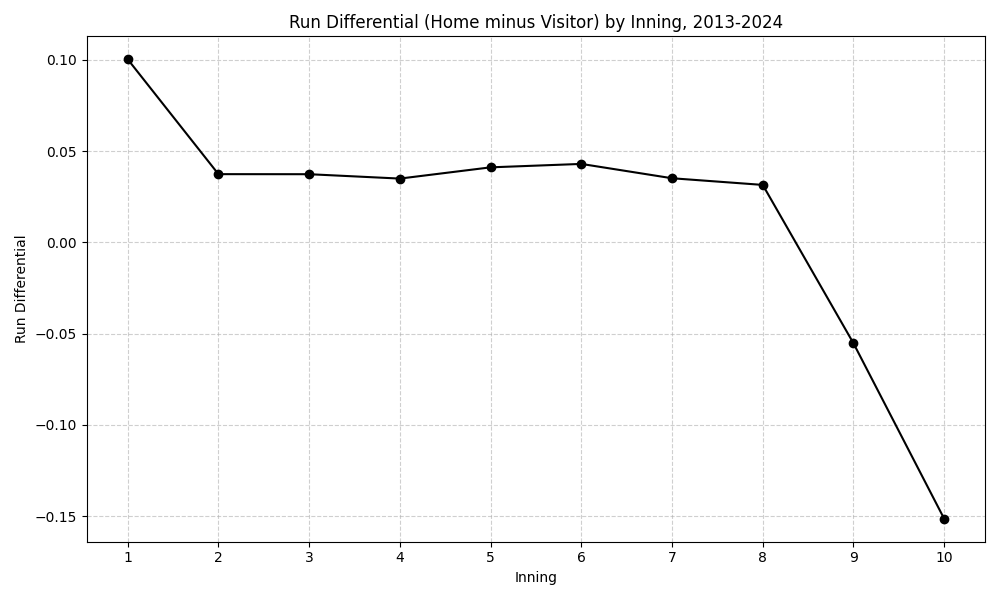 Run Differential (Home minus Visitor) by Inning, 2013-2024
0.10
0.05
0.00
−0.05
−0.10
−0.15
Run Differential
1 2 3 4 5 6 7 8 9 10
Inning